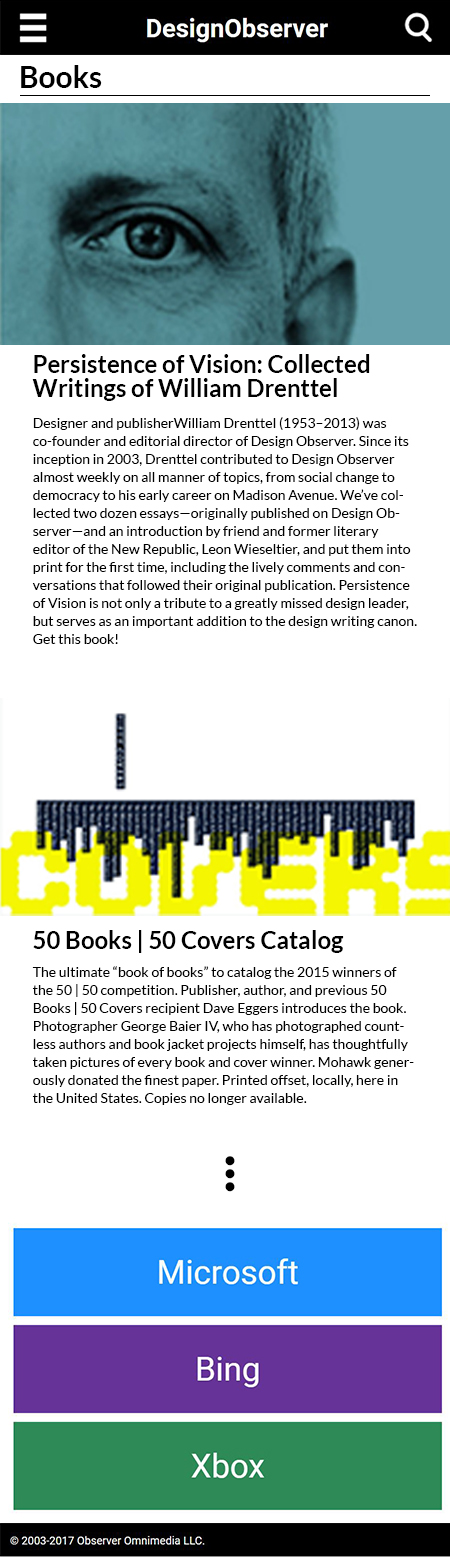 DesignObserver
Books
Persistence of Vision: Collected
Writings of William Drenttel
Designer and publisherWilliam Drenttel (1953–2013) was
co-founder and editorial director of Design Observer. Since its
inception in 2003, Drenttel contributed to Design Observer
almost weekly on all manner of topics, from social change to
democracy to his early career on Madison Avenue. We’ve col-
lected two dozen essays—originally published on Design Ob-
server—and an introduction by friend and former literary
editor of the New Republic, Leon Wieseltier, and put them into
print for the first time, including the lively comments and con-
versations that followed their original publication. Persistence
of Vision is not only a tribute to a greatly missed design leader,
but serves as an important addition to the design writing canon.
Get this book!
COVERS
50 Books | 50 Covers Catalog
The ultimate “book of books” to catalog the 2015 winners of
the 50 | 50 competition. Publisher, author, and previous 50
Books | 50 Covers recipient Dave Eggers introduces the book.
Photographer George Baier IV, who has photographed count-
less authors and book jacket projects himself, has thoughtfully
taken pictures of every book and cover winner. Mohawk gener-
ously donated the finest paper. Printed offset, locally, here in
the United States. Copies no longer available.
Microsoft
Bing
Xbox
© 2003-2017 Observer Omnimedia LLC.